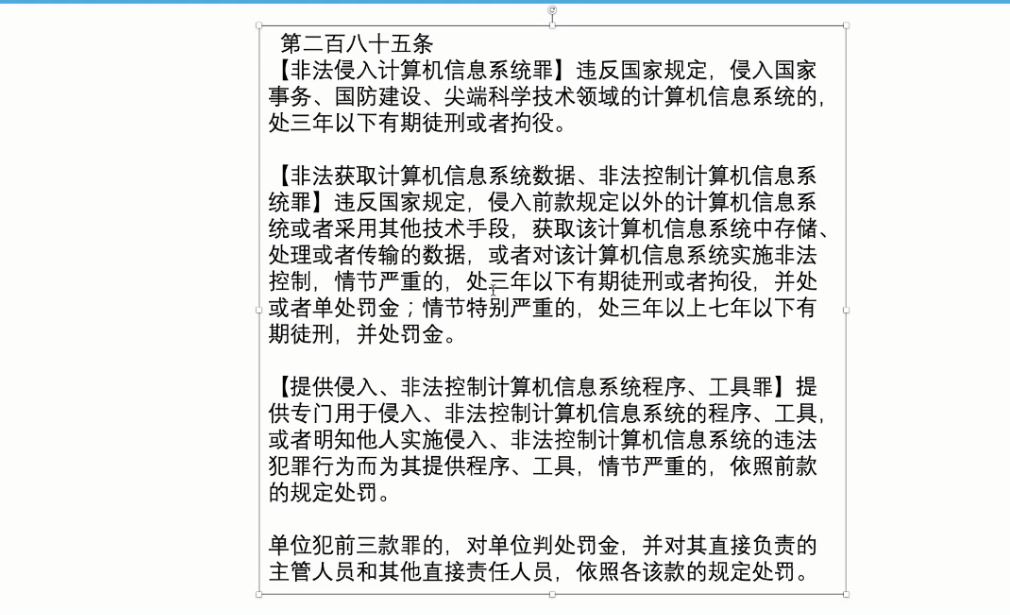 第二百八十五条
【非法侵入计算机信息系统罪】违反国家规定，侵入国家
事务、国防建设、尖端科学技术领域的计算机信息系统的，
处三年以下有期徒刑或者拘役。
【非法获取计算机信息系统数据、非法控制计算机信息系
统罪】违反国家规定，侵入前款规定以外的计算机信息系
统或者采用其他技术手段，获取该计算机信息系统中存储、
处理或者传输的数据，或者对该计算机信息系统实施非法
控制，情节严重的，处三年以下有期徒刑或者拘役，并处
或者单处罚金；情节特别严重的，处三年以上七年以下有
期徒刑，并处罚金。
【提供侵入、非法控制计算机信息系统程序、工具罪】提
供专门用于侵入、非法控制计算机信息系统的程序、工具，
或者明知他人实施侵入、非法控制计算机信息系统的违法
犯罪行为而为其提供程序、工具，情节严重的，依照前款
的规定处罚。
单位犯前三款罪的，对单位判处罚金，并对其直接负责的
主管人员和其他直接责任人员，依照各该款的规定处罚。